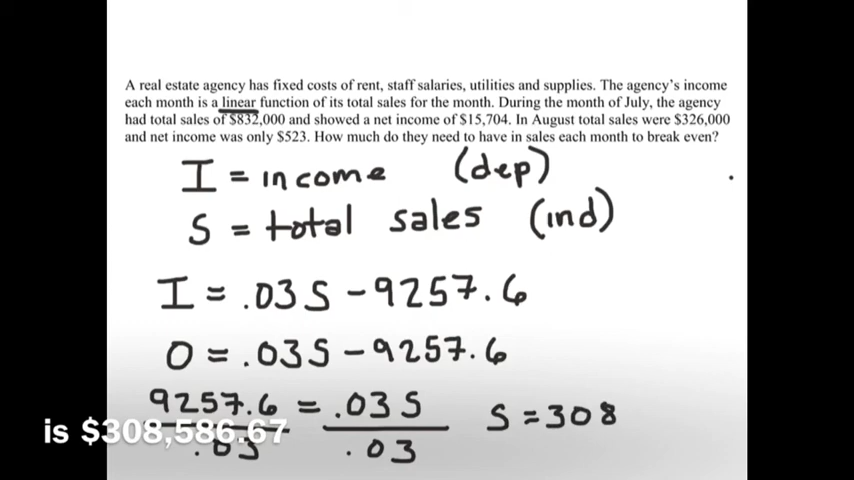 A real estate agency has fixed costs of rent, staff salaries, utilities and supplies. The agency's income
each month is a linear function of its total sales for the month. During the month of July, the agency
had total sales of $832,000 and showed a net income of $15,704. In August total sales were $326,000
and net income was only $523. How much do they need to have in sales each month to break even?
I = income (dep)
S = total sales (ind)
I = .03S - 9257.6
0 = .03S - 9257.6
9257.6 = .03S S = 308
.03 .03
is $308,586.67